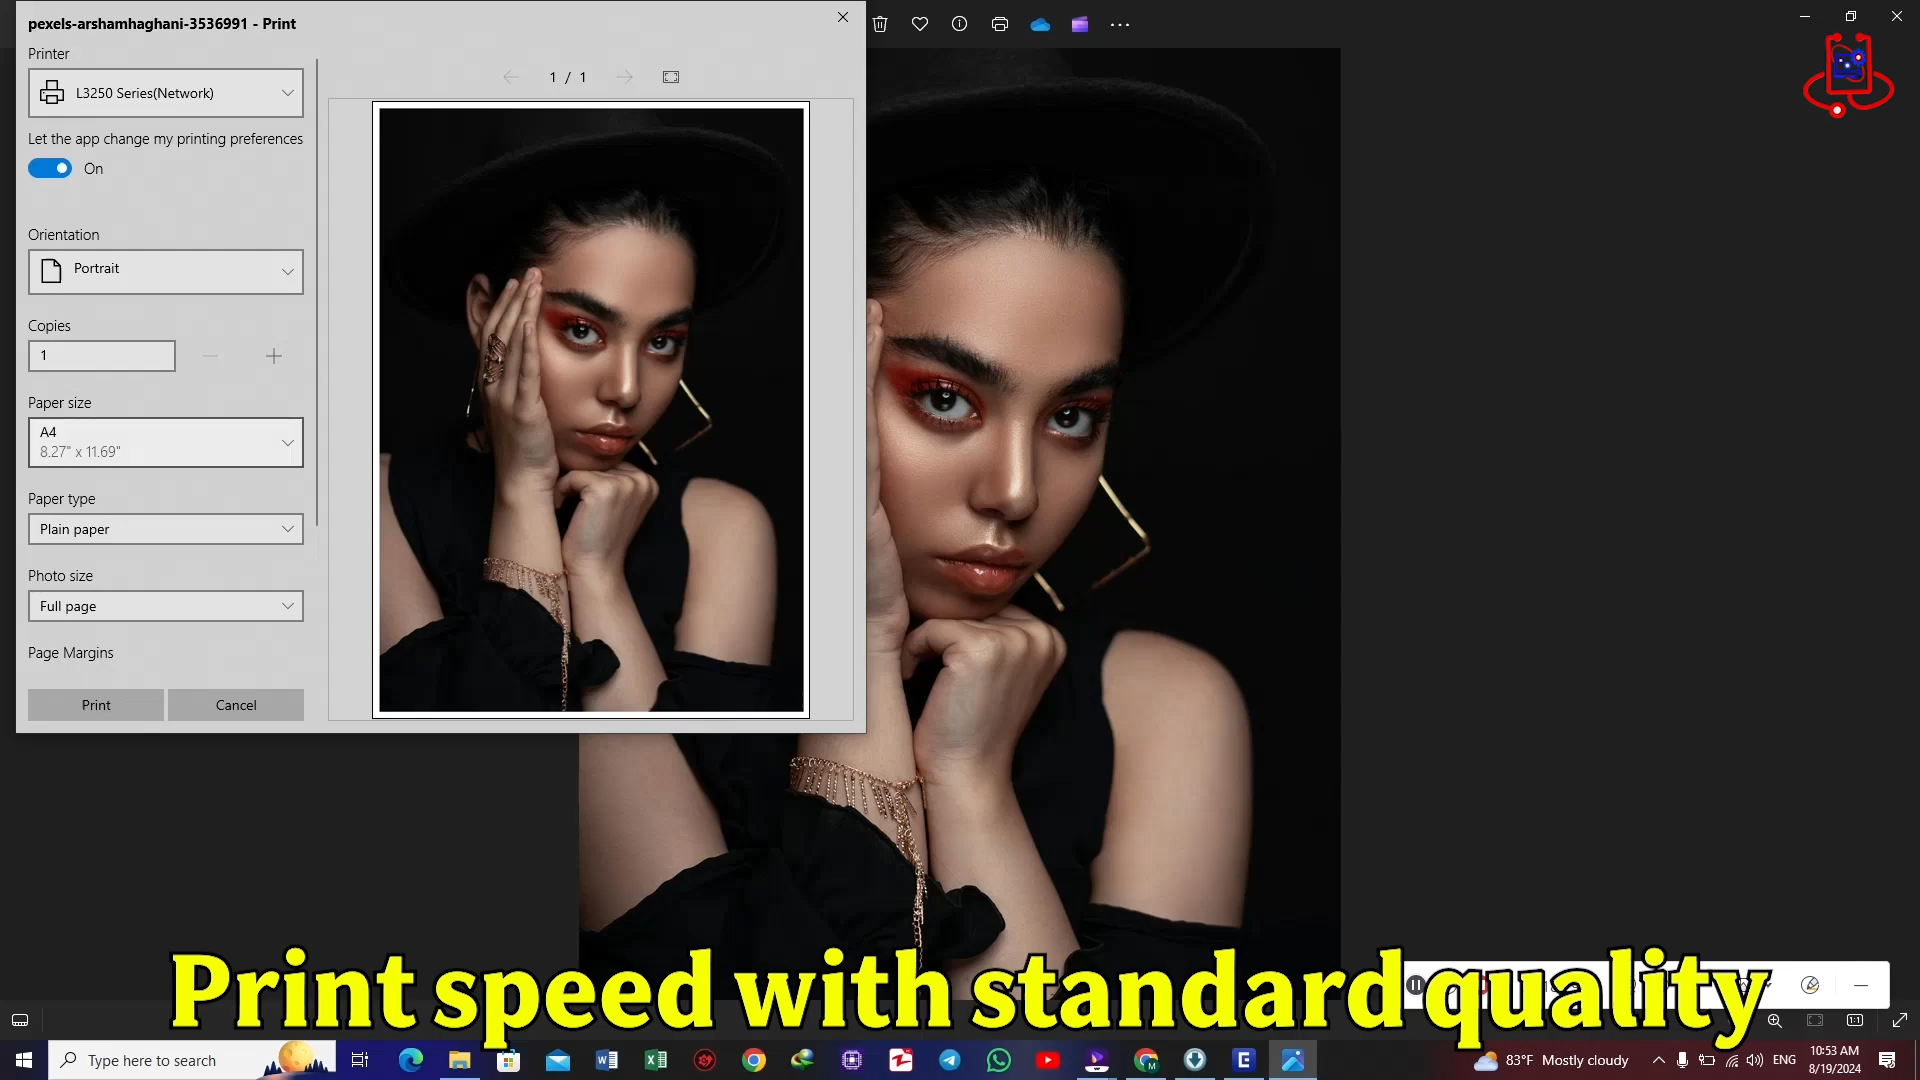 pexels-arshamhaghani-3536991 - Print
Printer
L3250 Series(Network)
Let the app change my printing preferences
On
Orientation
Portrait
Copies
1
Paper size
A4
8.27" x 11.69"
Paper type
Plain paper
Photo size
Full page
Page Margins
Print
Cancel
1 / 1
Print speed with standard quality
1:1
Type here to search
83°F Mostly cloudy
ENG
10:53 AM
8/19/2024